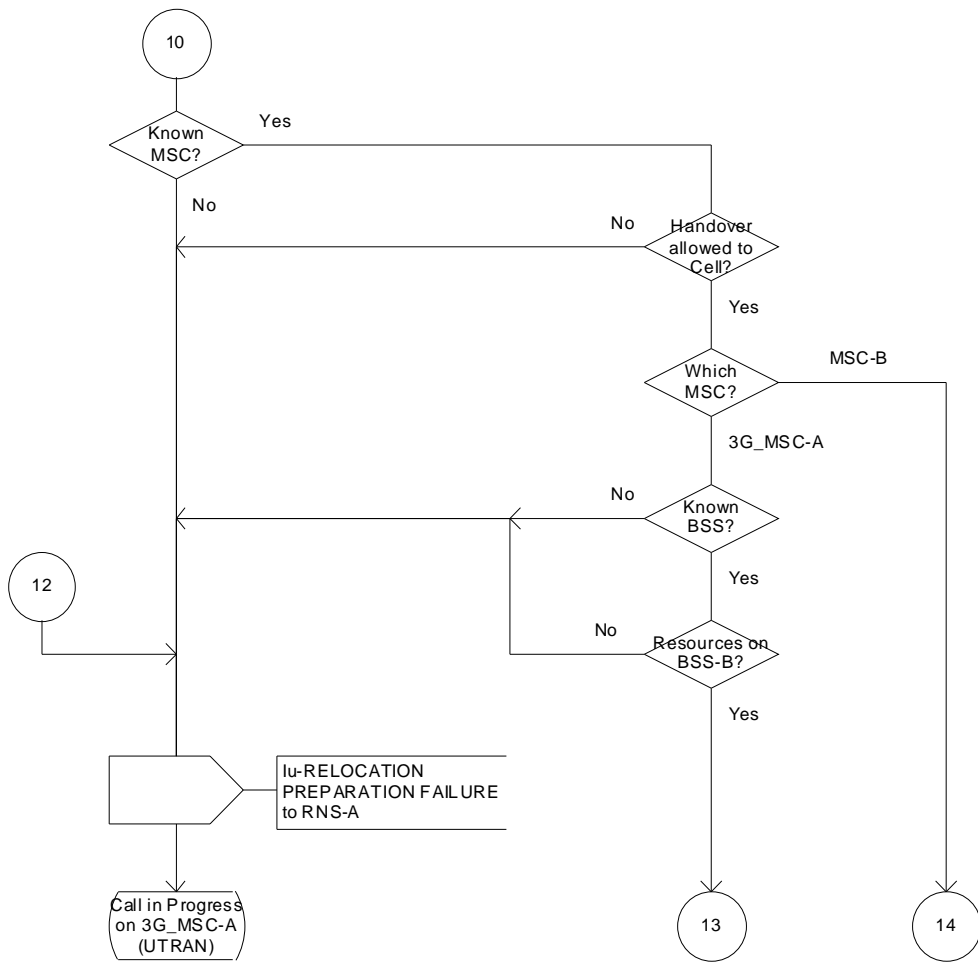 10
Known
MSC?
Yes
No
No
Handover
allowed to
Cell?
Yes
Which
MSC?
MSC-B
3G_MSC-A
No
Known
BSS?
Yes
12
No
Resources on
BSS-B?
Yes
Iu-RELOCATION
PREPARATION FAILURE
to RNS-A
Call in Progress
on 3G_MSC-A
(UTRAN)
13
14